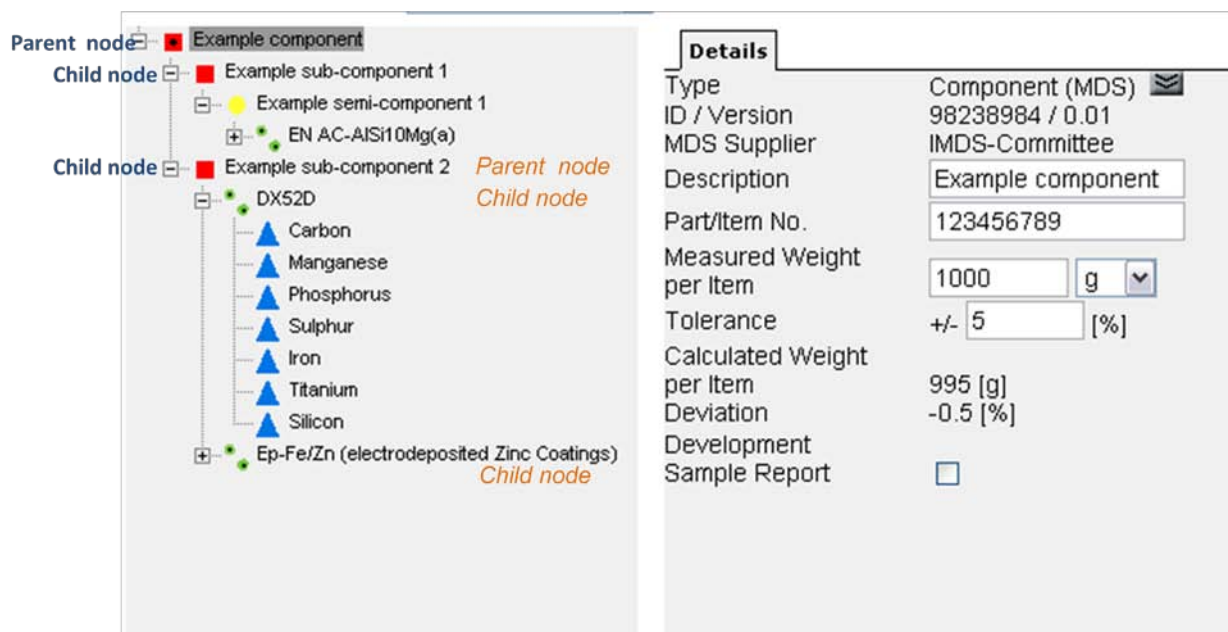 Parent node Example component
Child node Example sub-component 1
Example semi-component 1
EN AC-AlSi10Mg(a)
Child node Example sub-component 2 Parent node
DX52D Child node
Carbon
Manganese
Phosphorus
Sulphur
Iron
Titanium
Silicon
Ep-Fe/Zn (electrodeposited Zinc Coatings)
Child node
Details
Type Component (MDS)
ID / Version 98238984 / 0.01
MDS Supplier IMDS-Committee
Description Example component
Part/Item No. 123456789
Measured Weight
per Item 1000 g
Tolerance +/- 5 [%]
Calculated Weight
per Item 995 [g]
Deviation -0.5 [%]
Development
Sample Report